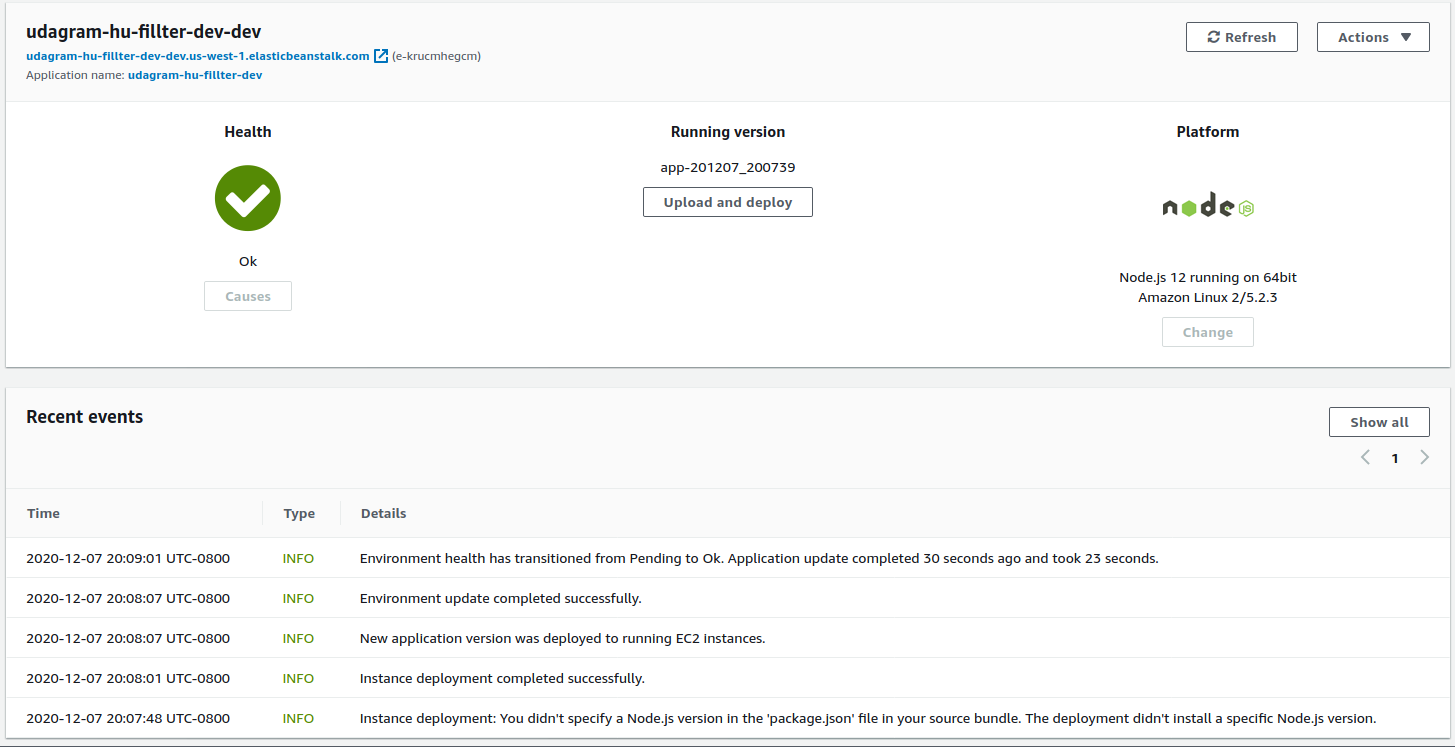 udagram-hu-fillter-dev-dev
udagram-hu-fillter-dev-dev.us-west-1.elasticbeanstalk.com (e-krucmhegcm)
Application name: udagram-hu-fillter-dev
Refresh
Actions
Health
Ok
Causes
Running version
app-201207_200739
Upload and deploy
Platform
node JS
Node.js 12 running on 64bit
Amazon Linux 2/5.2.3
Change
Recent events
Show all
1
Time Type Details
2020-12-07 20:09:01 UTC-0800 INFO Environment health has transitioned from Pending to Ok. Application update completed 30 seconds ago and took 23 seconds.
2020-12-07 20:08:07 UTC-0800 INFO Environment update completed successfully.
2020-12-07 20:08:07 UTC-0800 INFO New application version was deployed to running EC2 instances.
2020-12-07 20:08:01 UTC-0800 INFO Instance deployment completed successfully.
2020-12-07 20:07:48 UTC-0800 INFO Instance deployment: You didn't specify a Node.js version in the 'package.json' file in your source bundle. The deployment didn't install a specific Node.js version.